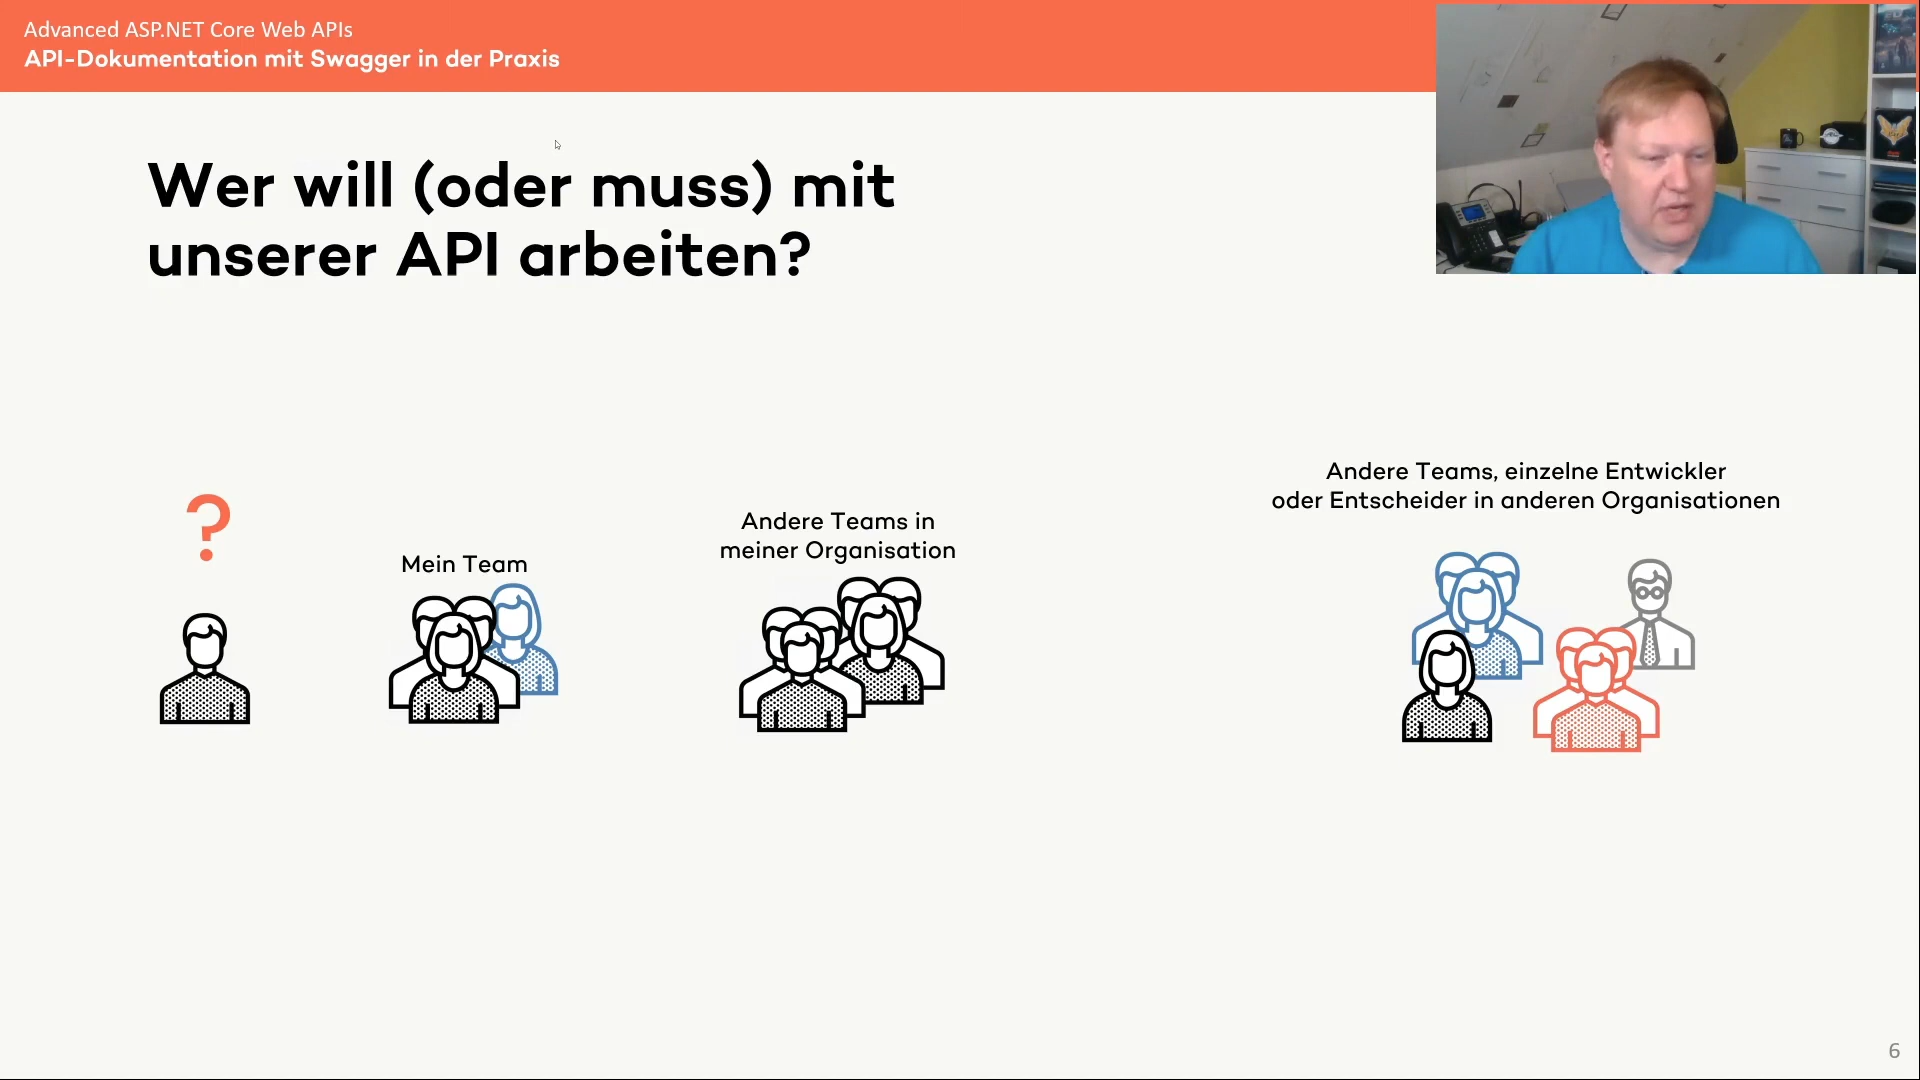 Advanced ASP.NET Core Web APIs
API-Dokumentation mit Swagger in der Praxis
Wer will (oder muss) mit
unserer API arbeiten?
?
Mein Team
Andere Teams in
meiner Organisation
Andere Teams, einzelne Entwickler
oder Entscheider in anderen Organisationen
6